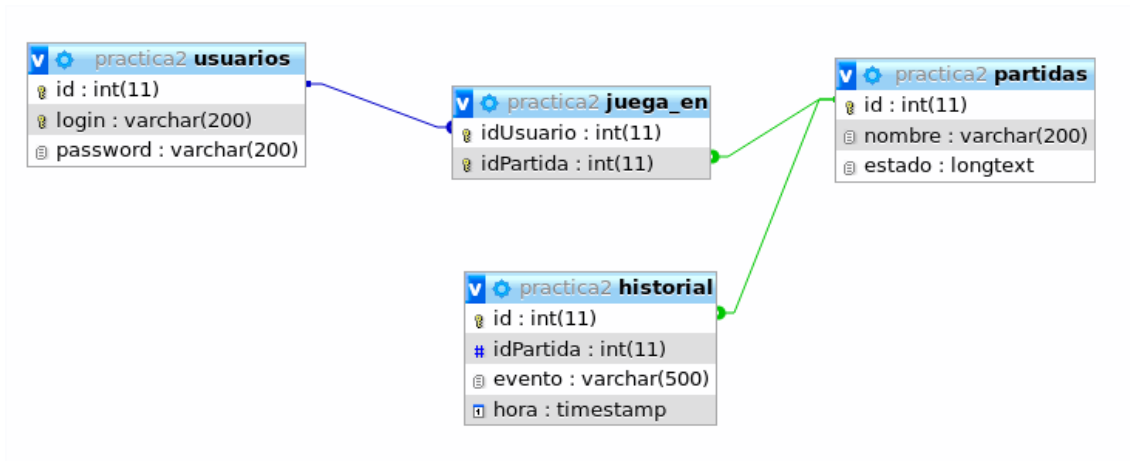 v practica2 usuarios
id : int(11)
login : varchar(200)
password : varchar(200)
v practica2 juega_en
idUsuario : int(11)
idPartida : int(11)
v practica2 partidas
id : int(11)
nombre : varchar(200)
estado : longtext
v practica2 historial
id : int(11)
# idPartida : int(11)
evento : varchar(500)
hora : timestamp